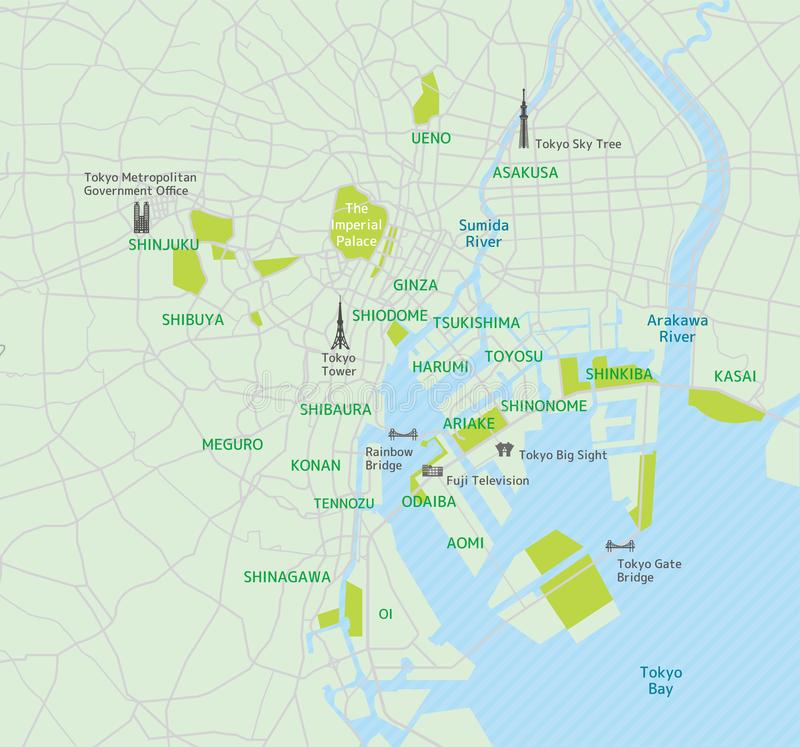 UENO
Tokyo Sky Tree
ASAKUSA
Tokyo Metropolitan
Government Office
SHINJUKU
The
Imperial
Palace
Sumida
River
GINZA
SHIBUYA
SHIODOME
TSUKISHIMA
Arakawa
River
Tokyo
Tower
HARUMI
TOYOSU
SHINKIBA
KASAI
SHIBAURA
SHINONOME
ARIAKE
MEGURO
Rainbow
Bridge
Tokyo Big Sight
KONAN
Fuji Television
TENNOZU
ODAIBA
AOMI
Tokyo Gate
Bridge
SHINAGAWA
OI
Tokyo
Bay
dreamstime